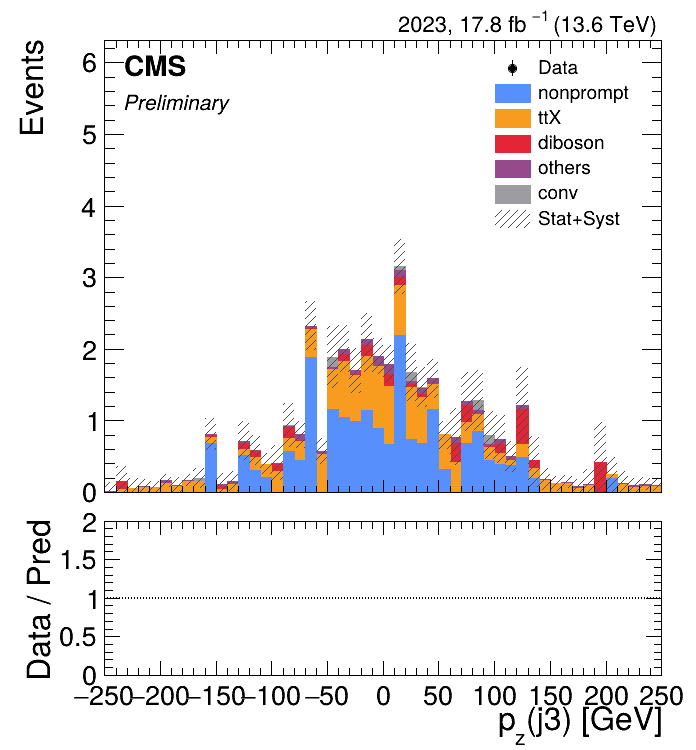 2023, 17.8 fb⁻¹ (13.6 TeV)
CMS
Preliminary
Events
Data
nonprompt
ttX
diboson
others
conv
Stat+Syst
6
5
4
3
2
1
0
Data / Pred
2
1.5
1
0.5
0
−250 −200 −150 −100 −50 0 50 100 150 200 250
p_z(j3) [GeV]